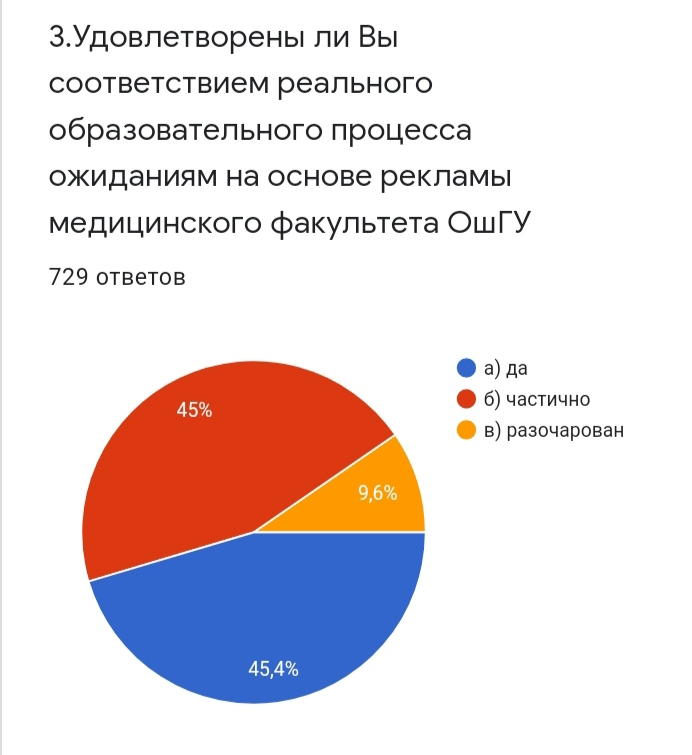 3.Удовлетворены ли Вы
соответствием реального
образовательного процесса
ожиданиям на основе рекламы
медицинского факультета ОшГУ
729 ответов
а) да
б) частично
в) разочарован
45%
9,6%
45,4%